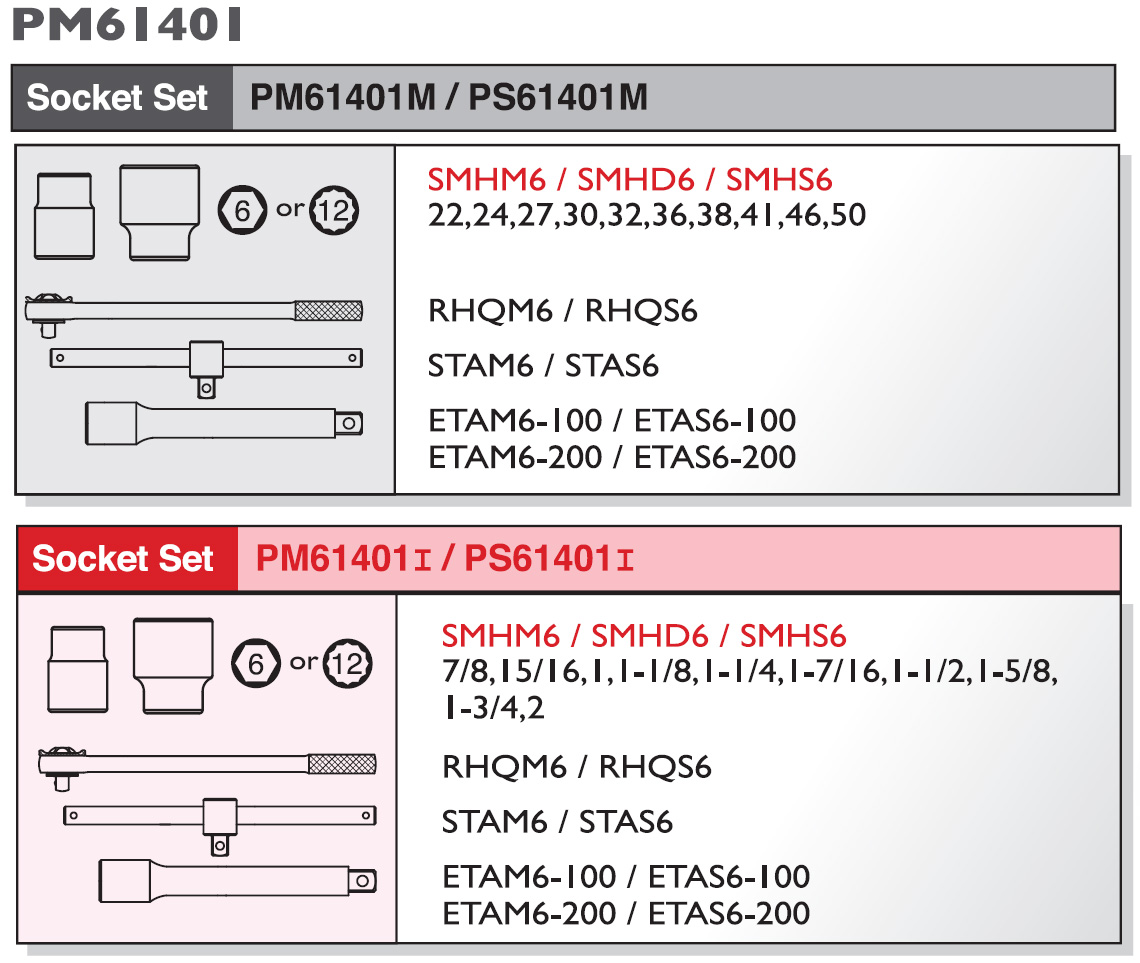 PM61401
Socket Set PM61401M / PS61401M
SMHM6 / SMHD6 / SMHS6
6 or 12 22,24,27,30,32,36,38,41,46,50
RHQM6 / RHQS6
STAM6 / STAS6
ETAM6-100 / ETAS6-100
ETAM6-200 / ETAS6-200
Socket Set PM61401I / PS61401I
SMHM6 / SMHD6 / SMHS6
6 or 12 7/8,15/16,1,1-1/8,1-1/4,1-7/16,1-1/2,1-5/8,
1-3/4,2
RHQM6 / RHQS6
STAM6 / STAS6
ETAM6-100 / ETAS6-100
ETAM6-200 / ETAS6-200